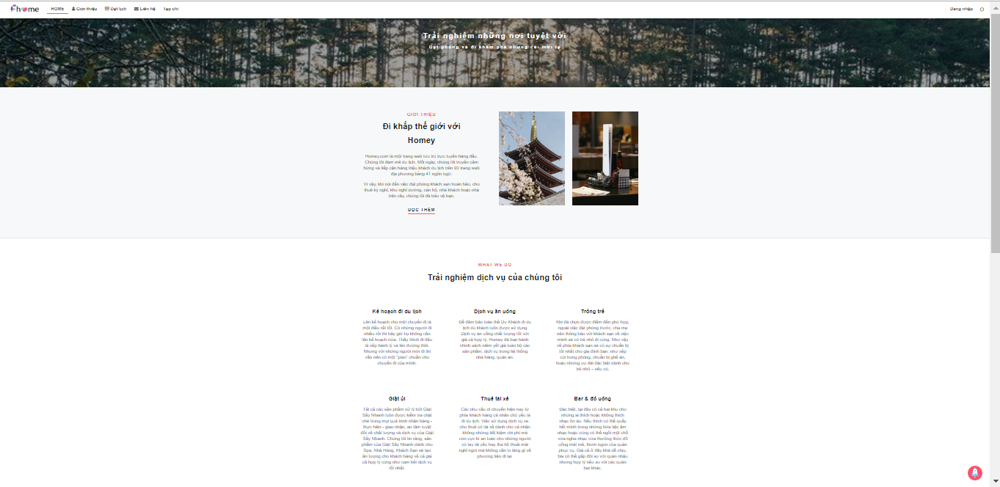 home HOME Giới thiệu Đặt lịch Liên hệ Tạp chí Đăng nhập
Trải nghiệm những nơi tuyệt vời
Đặt phòng và đi khám phá những cái mới lạ
GIỚI THIỆU
Đi khắp thế giới với
Homey
Homey.com là một trang web lưu trú trực tuyến hàng đầu.
Chúng tôi đam mê du lịch. Mỗi ngày, chúng tôi truyền cảm
hứng và tiếp cận hàng triệu khách du lịch trên 90 trang web
địa phương bằng 41 ngôn ngữ.
Vì vậy, khi nói đến việc đặt phòng khách sạn hoàn hảo, cho
thuê kỳ nghỉ, khu nghỉ dưỡng, căn hộ, nhà khách hoặc nhà
trên cây, chúng tôi đã bảo vệ bạn.
ĐỌC THÊM
WHAT WE DO
Trải nghiệm dịch vụ của chúng tôi
Kế hoạch đi du lịch
Lên kế hoạch cho một chuyến đi là
một điều rất tốt. Có những người đi
nhiều rồi thì bây giờ họ không cần
lên kế hoạch nữa. Thấy thích đi đâu
là xếp hành lý và lên đường thôi.
Nhưng với những người mới đi thì
vẫn nên có một "plan" chuẩn cho
chuyến đi của mình.
Dịch vụ ăn uống
Để đảm bảo toàn thể Du Khách đi du
lịch du khách luôn được sử dụng
Dịch vụ ăn uống chất lượng tốt với
giá cả hợp lý, Homey đã ban hành
chính sách niêm yết giá toàn bộ các
sản phẩm, dịch vụ trong hệ thống
nhà hàng, quán ăn.
Trông trẻ
Khi đã chọn được điểm đến phù hợp,
ngoài việc đặt phòng trước, cha mẹ
nên thông báo với khách sạn về việc
mình sẽ có trẻ nhỏ đi cùng. Như vậy
về phía khách sạn sẽ có sự chuẩn bị
tốt nhất cho gia đình bạn. như xếp
cũi trong phòng, chuẩn bị ghế ăn,
hoặc những ưu đãi đặc biệt dành cho
trẻ nhỏ – nếu có.
Giặt ủi
Tất cả các sản phẩm xử lý bởi Giặt
Sấy Nhanh luôn được kiểm tra chặt
chẽ trong mọi quá trình nhận hàng -
thực hiện - giao nhận, an tâm tuyệt
đối về chất lượng và dịch vụ của Giặt
Sấy Nhanh. Chúng tôi tin rằng, sản
phẩm của Giặt Sấy Nhanh dành cho
Spa, Nhà Hàng, Khách Sạn sẽ tạo
ấn tượng cho khách hàng về cả giá
cả hợp lý cũng như cam kết dịch vụ
tốt nhất.
Thuê tài xế
Các nhu cầu di chuyển hiện nay từ
phía khách hàng cá nhân chủ yếu là
đi du lịch. Việc sử dụng dịch vụ xe
cho thuê có lái xế dành cho cá nhân
không những tiết kiệm chi phí mà
còn cực kì an toàn cho những người
có tay lái yếu hay tha hồ thoải mái
nghỉ ngơi mà không cần lo lắng gì về
phương tiện đi lại.
Bar & đồ uống
Đặc biệt, tại đây có cả hai khu cho
những ai thích hoặc không thích
nhạc ồn ào. Nếu thích có thể quẩy
hết mình trong những bữa tiệc âm
nhạc hoặc cũng có thể ngồi một chỗ
vừa nghe nhạc vừa thưởng thức đồ
uống mát mẻ, thơm ngon của quán
phục vụ. Giá cả ở đây khá dễ chịu,
bia có thể gấp đôi so với quán nhậu
nhưng hợp lý nếu so với các quán
bar khác.